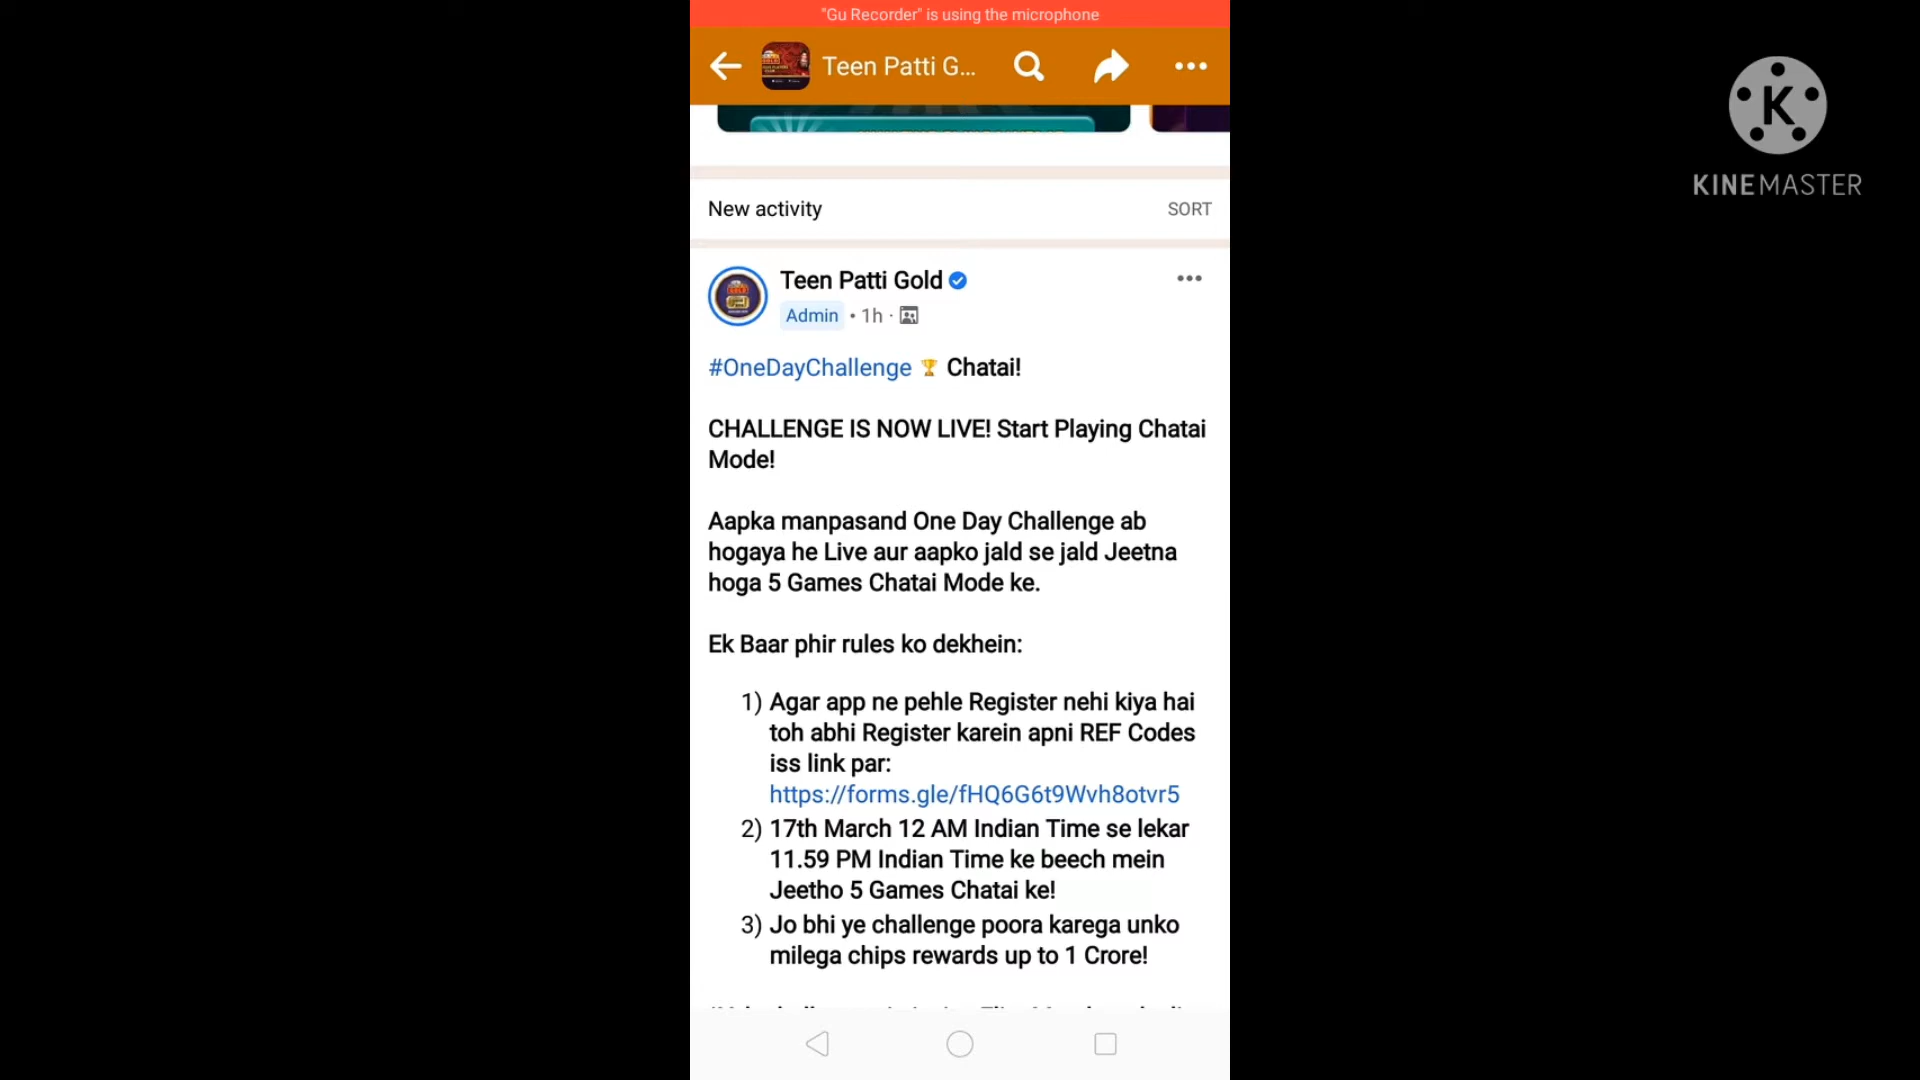 "Gu Recorder" is using the microphone
Teen Patti G...
KINEMASTER
New activity
SORT
Teen Patti Gold
Admin • 1h ·
#OneDayChallenge 🏆 Chatai!
CHALLENGE IS NOW LIVE! Start Playing Chatai
Mode!
Aapka manpasand One Day Challenge ab
hogaya he Live aur aapko jald se jald Jeetna
hoga 5 Games Chatai Mode ke.
Ek Baar phir rules ko dekhein:
1) Agar app ne pehle Register nehi kiya hai
toh abhi Register karein apni REF Codes
iss link par:
https://forms.gle/fHQ6G6t9Wvh8otvr5
2) 17th March 12 AM Indian Time se lekar
11.59 PM Indian Time ke beech mein
Jeetho 5 Games Chatai ke!
3) Jo bhi ye challenge poora karega unko
milega chips rewards up to 1 Crore!